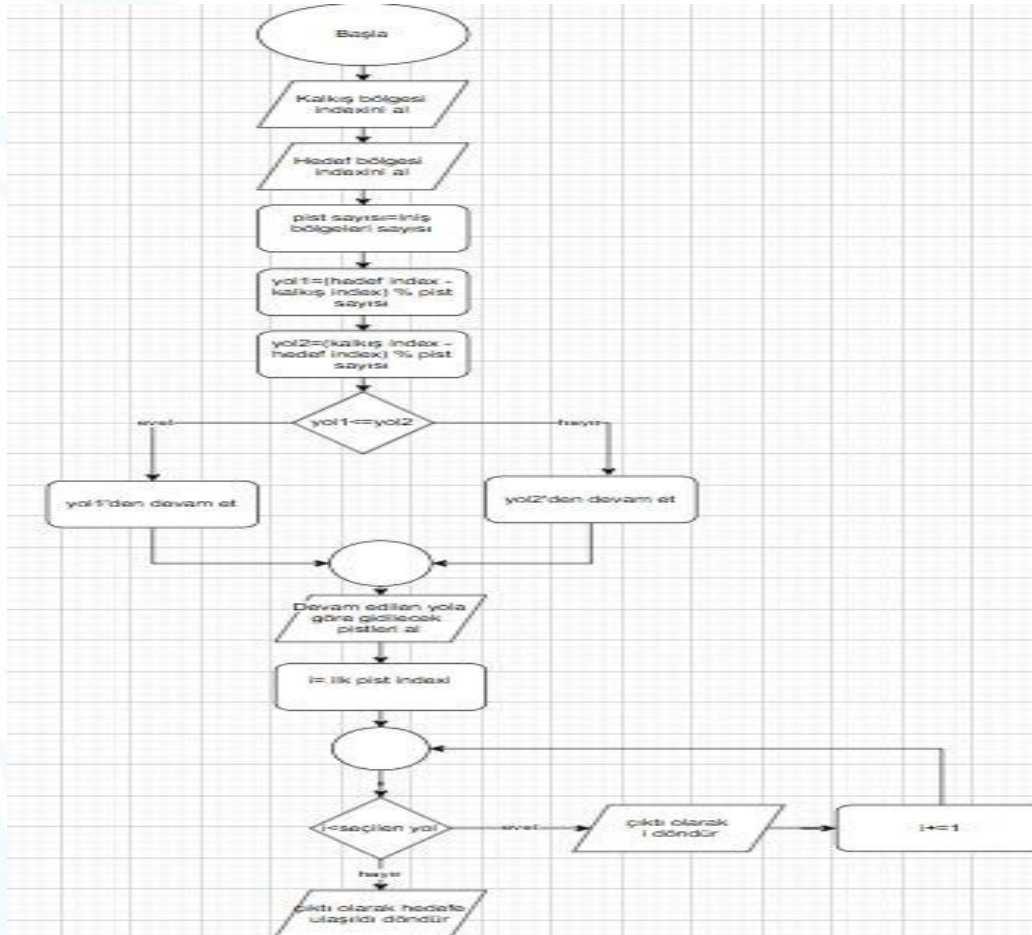 Başla
Kalkış bölgesi
indexini al
Hedef bölgesi
indexini al
pist sayısı=iniş
bölgeleri sayısı
yol1=(hedef index -
kalkış index) % pist
sayısı
yol2=(kalkış index -
hedef index) % pist
sayısı
yol1<=yol2
evet
hayır
yol1'den devam et
yol2'den devam et
Devam edilen yola
göre gidilecek
pistleri al
i= ilk pist indexi
i<seçilen yol
evet
çıktı olarak
i döndür
i+=1
hayır
çıktı olarak hedefe
ulaşıldı döndür